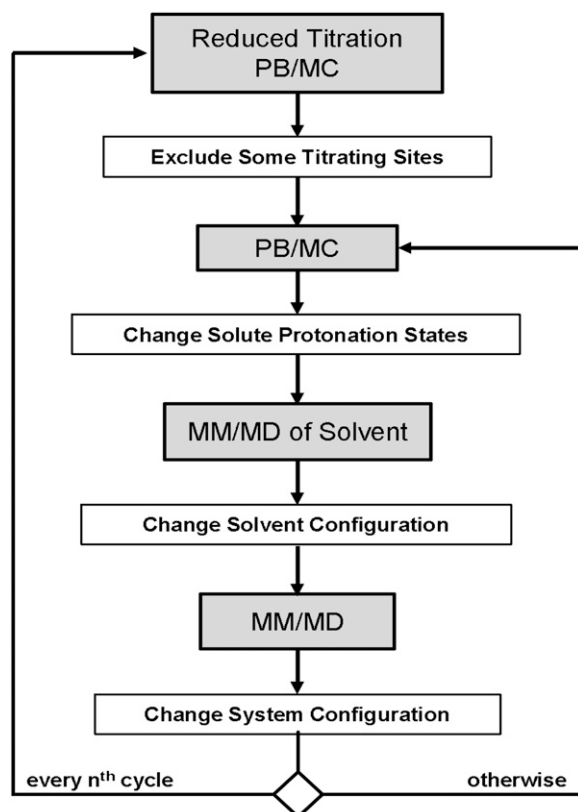 Reduced Titration
PB/MC
Exclude Some Titrating Sites
PB/MC
Change Solute Protonation States
MM/MD of Solvent
Change Solvent Configuration
MM/MD
Change System Configuration
every nᵗʰ cycle
otherwise